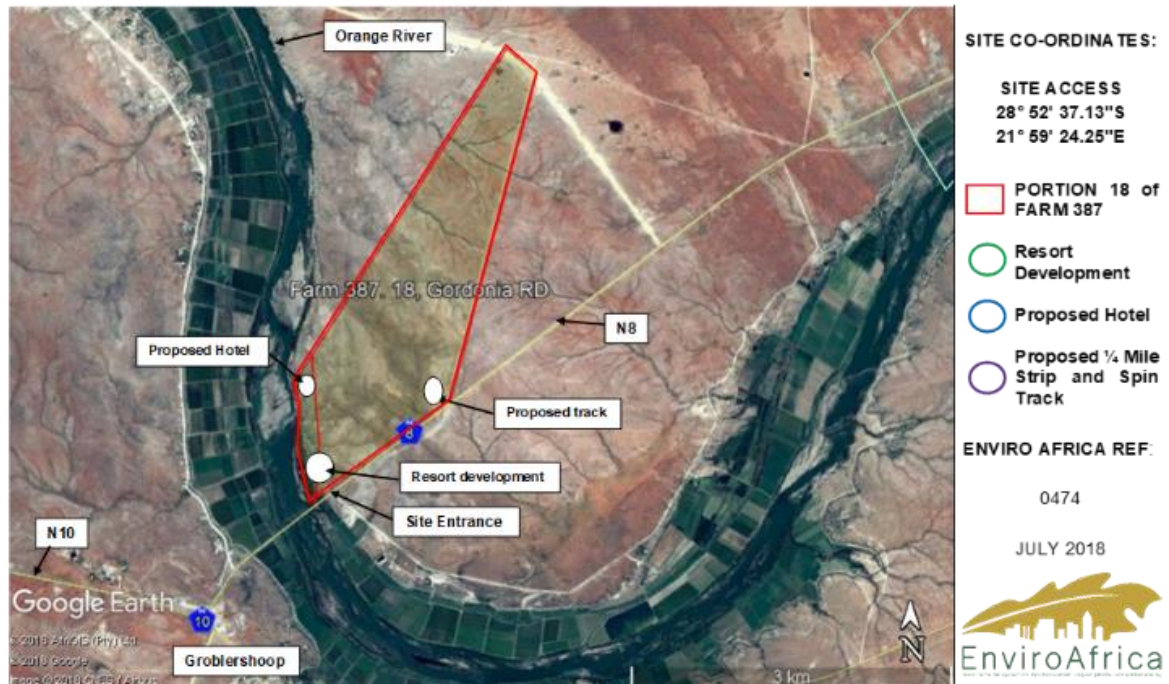 Orange River
Farm 387, 18, Gordonia RD
N8
Proposed Hotel
Proposed track
8
Resort development
Site Entrance
N10
Google Earth
10
© 2018 Google
Groblershoop
3 km
N
SITE CO-ORDINATES:
SITE ACCESS
28° 52' 37.13"S
21° 59' 24.25"E
PORTION 18 of
FARM 387
Resort
Development
Proposed Hotel
Proposed ¼ Mile
Strip and Spin
Track
ENVIRO AFRICA REF:
0474
JULY 2018
EnviroAfrica